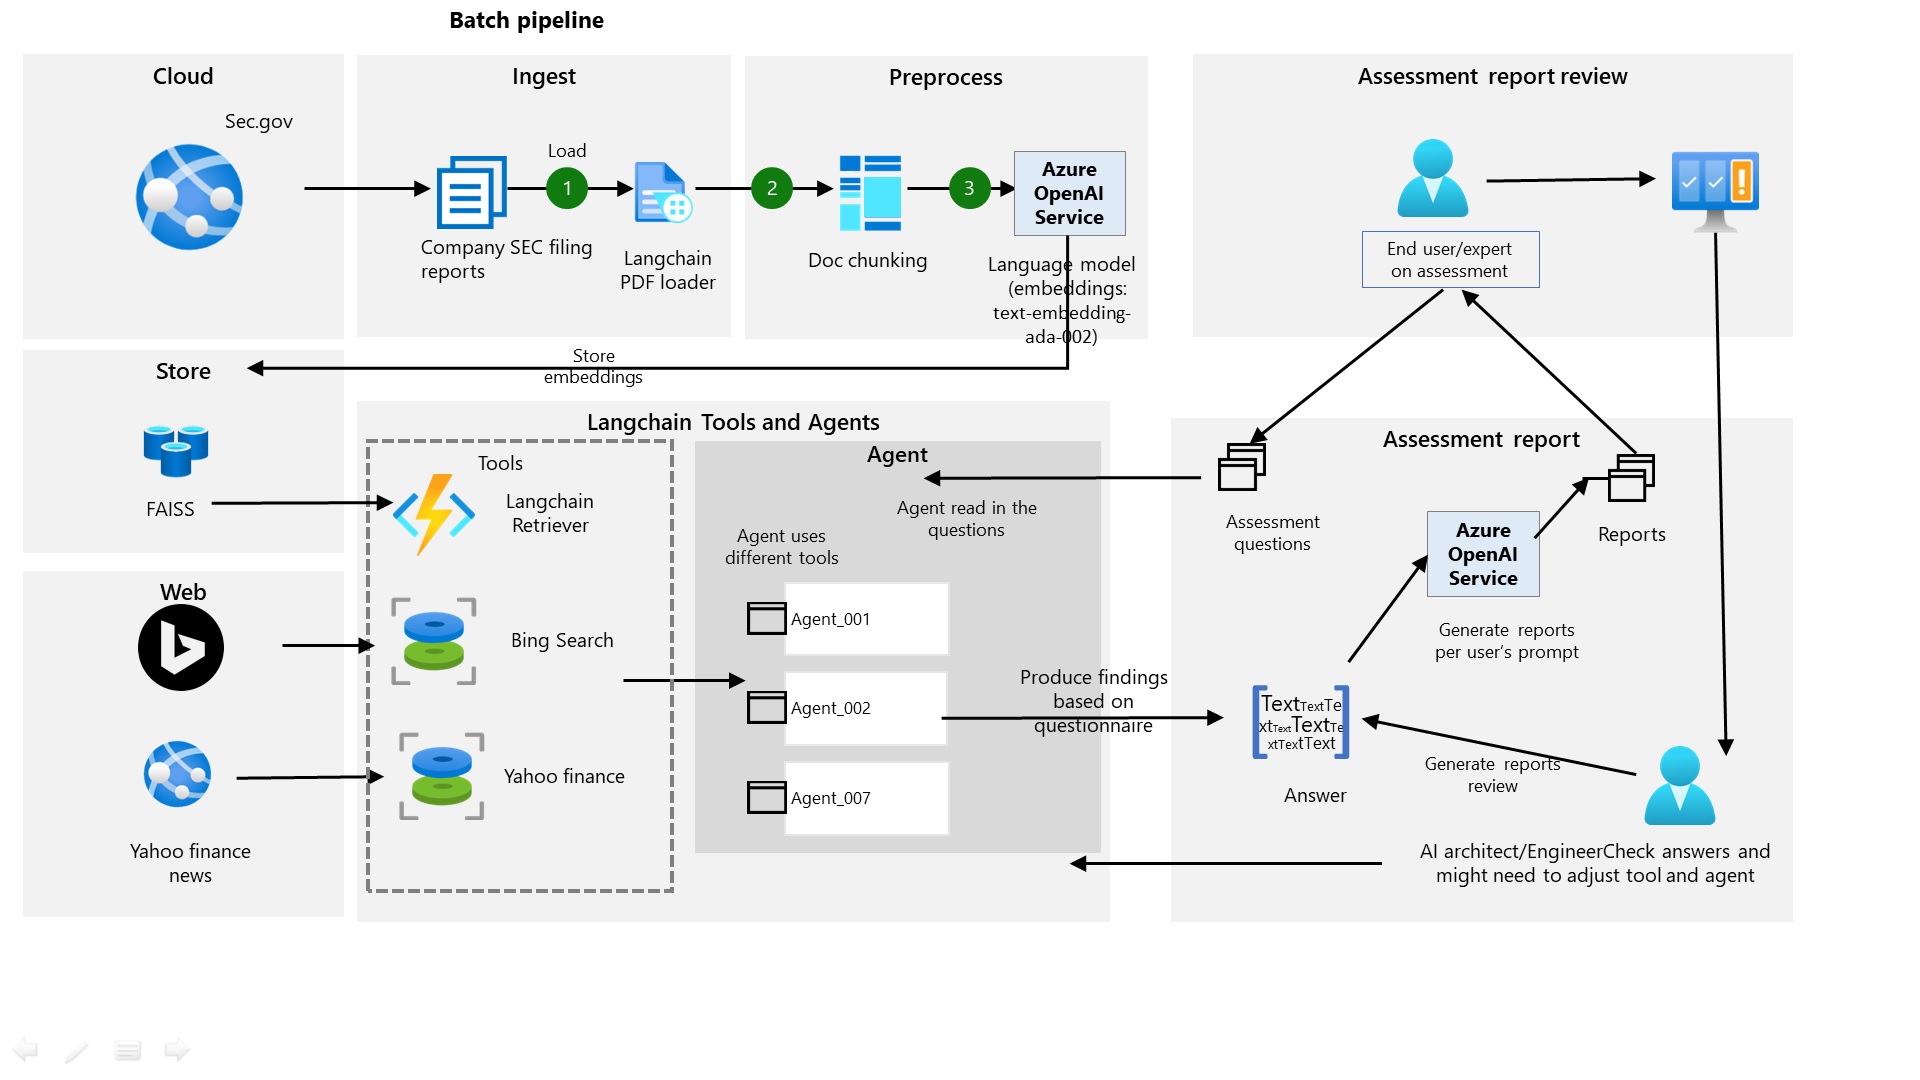 Batch pipeline
Cloud
Sec.gov
Ingest
Load
1
Company SEC filing
reports
Langchain
PDF loader
Preprocess
2
Doc chunking
3
Azure
OpenAI
Service
Language model
(embeddings:
text-embedding-
ada-002)
Assessment report review
End user/expert
on assessment
Store
embeddings
Store
FAISS
Web
Yahoo finance
news
Langchain Tools and Agents
Tools
Langchain
Retriever
Bing Search
Yahoo finance
Agent
Agent read in the
questions
Agent uses
different tools
Agent_001
Agent_002
Agent_007
Produce findings
based on
questionnaire
Assessment report
Assessment
questions
Azure
OpenAI
Service
Reports
Generate reports
per user's prompt
TextTextTe
xtTextTextTe
xtTextText
Answer
Generate reports
review
AI architect/EngineerCheck answers and
might need to adjust tool and agent